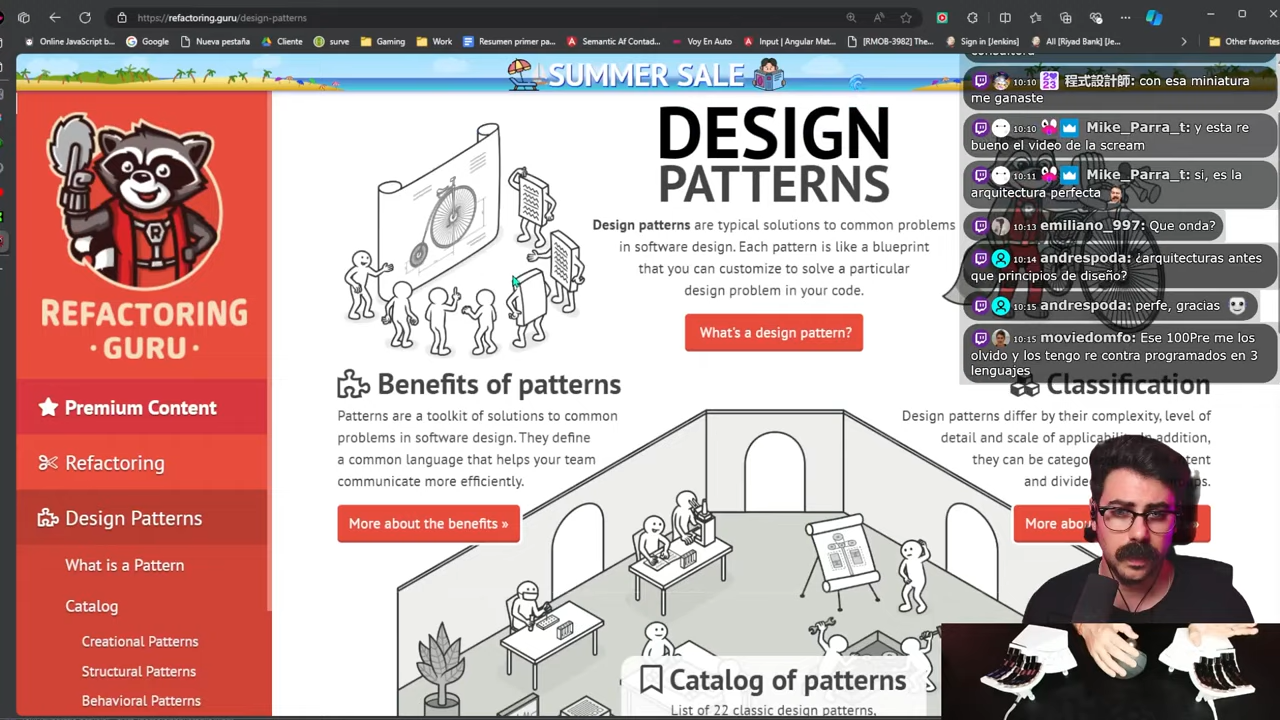 https://refactoring.guru/design-patterns
Online JavaScript b...
Google
Nueva pestaña
Cliente
surve
Gaming
Work
Resumen primer pa...
Semantic Af Contad...
Voy En Auto
Input | Angular Mat...
[RMOB-3982] [The...
Sign in [Jenkins]
All [Riyad Bank] [Je...
Other favorites
SUMMER SALE
REFACTORING
·GURU·
Premium Content
Refactoring
Design Patterns
What is a Pattern
Catalog
Creational Patterns
Structural Patterns
Behavioral Patterns
DESIGN
PATTERNS
Design patterns are typical solutions to common problems
in software design. Each pattern is like a blueprint
that you can customize to solve a particular
design problem in your code.
What's a design pattern?
Benefits of patterns
Patterns are a toolkit of solutions to common
problems in software design. They define
a common language that helps your team
communicate more efficiently.
More about the benefits »
Classification
Design patterns differ by their complexity, level of
detail and scale of applicability. In addition,
they can be
and
More »
Catalog of patterns
List of 22 classic design patterns,
10:10 程式設計師: con esa miniatura
me ganaste
10:10 Mike_Parra_t: y esta re
bueno el video de la scream
10:11 Mike_Parra_t: si, es la
arquitectura perfecta
10:13 emiliano_997: Que onda?
10:14 andrespoda: ¿arquitecturas antes
que principios de diseño?
10:15 andrespoda: perfe, gracias
10:15 moviedomfo: Ese 100Pre me los
olvido y los tengo re contra programados en 3
lenguajes